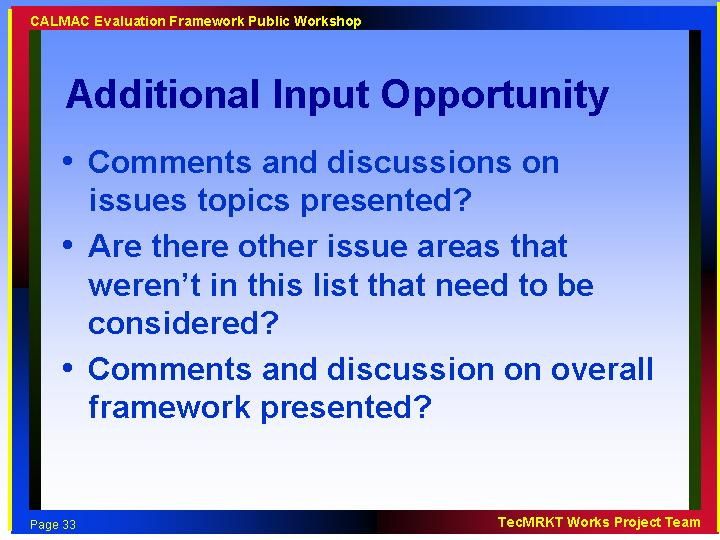 CALMAC Evaluation Framework Public Workshop
Additional Input Opportunity
• Comments and discussions on
issues topics presented?
• Are there other issue areas that
weren’t in this list that need to be
considered?
• Comments and discussion on overall
framework presented?
Page 33
TecMRKT Works Project Team